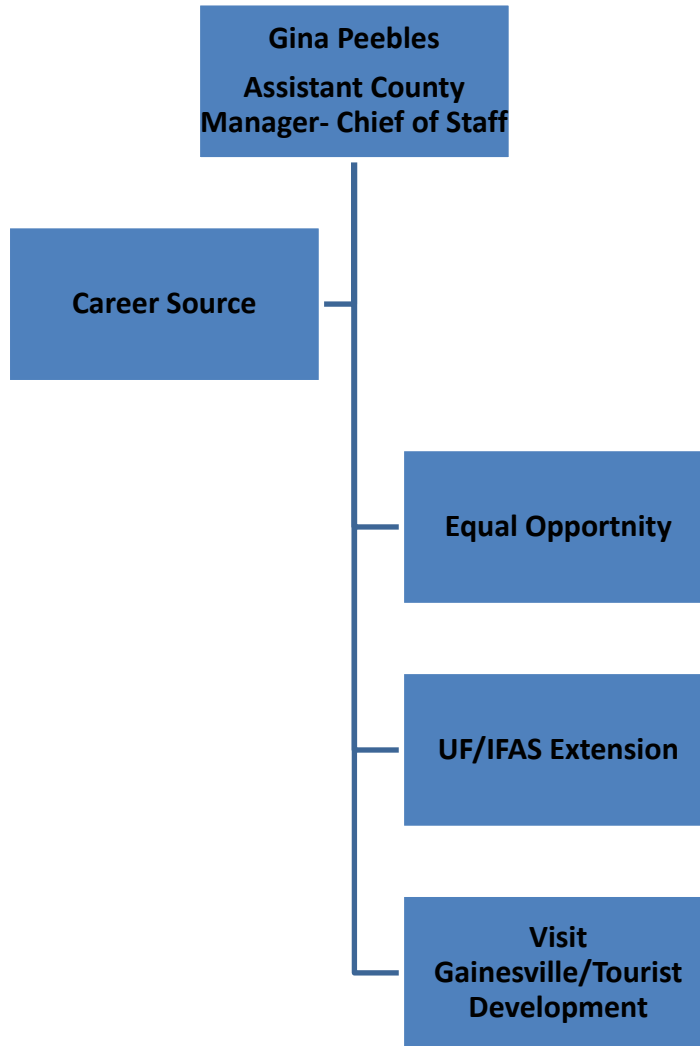 Gina Peebles
Assistant County
Manager- Chief of Staff
Career Source
Equal Opportnity
UF/IFAS Extension
Visit
Gainesville/Tourist
Development